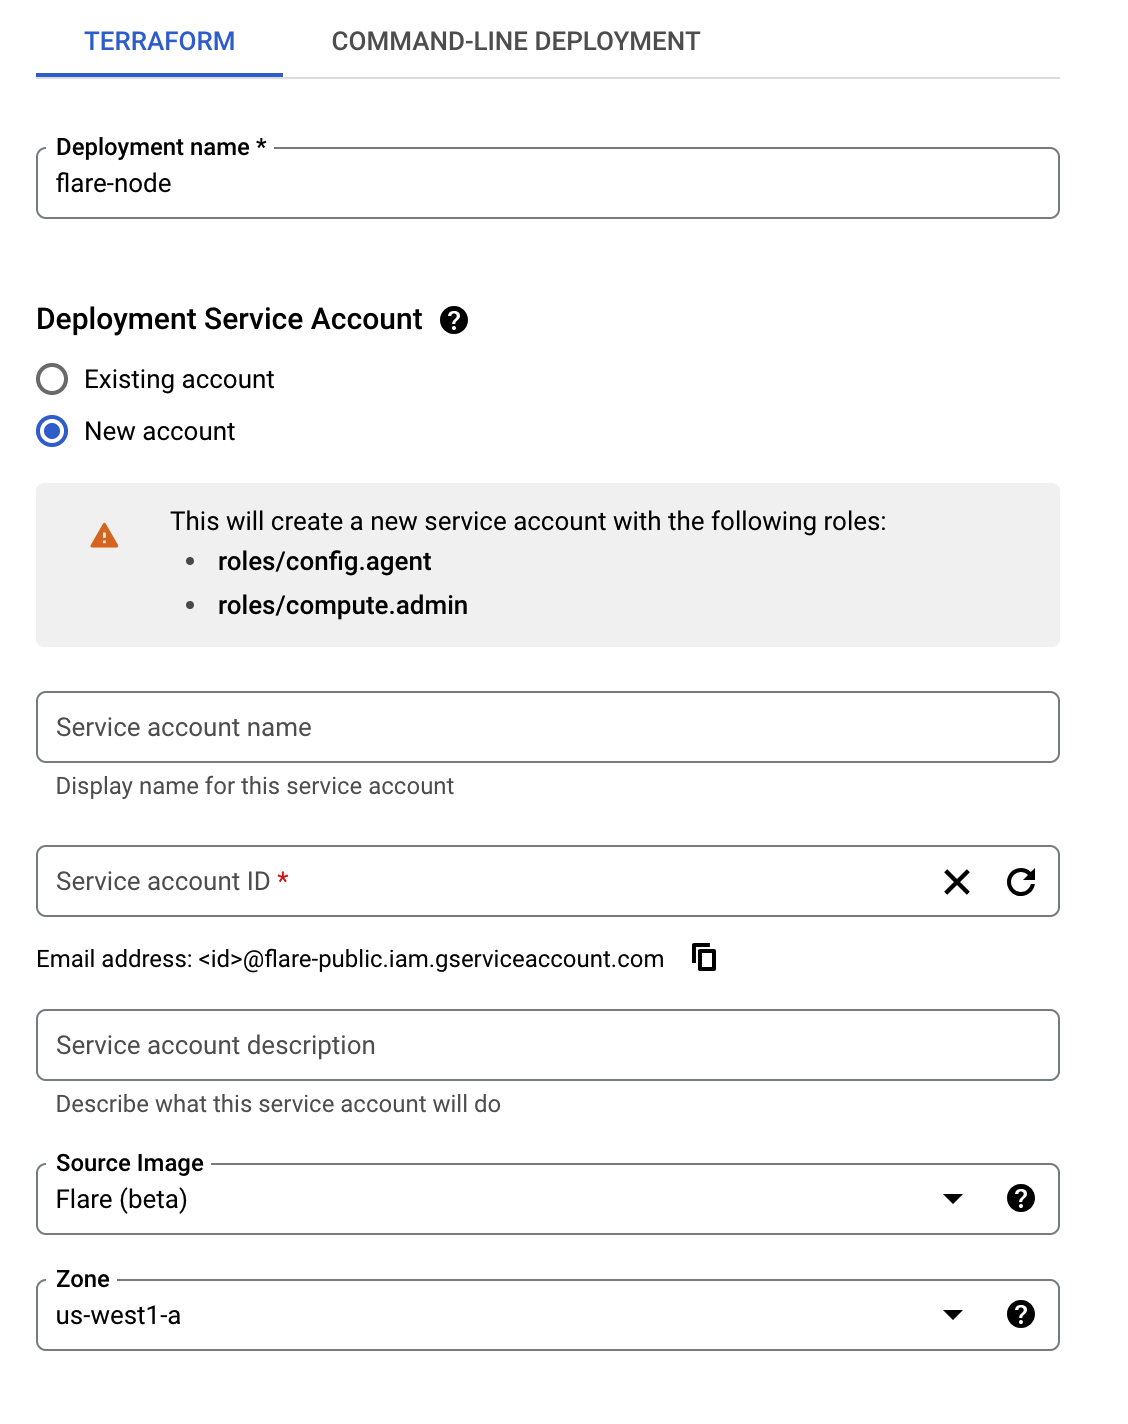 TERRAFORM COMMAND-LINE DEPLOYMENT
Deployment name *
flare-node
Deployment Service Account
Existing account
New account
This will create a new service account with the following roles:
• roles/config.agent
• roles/compute.admin
Service account name
Display name for this service account
Service account ID *
Email address: <id>@flare-public.iam.gserviceaccount.com
Service account description
Describe what this service account will do
Source Image
Flare (beta)
Zone
us-west1-a